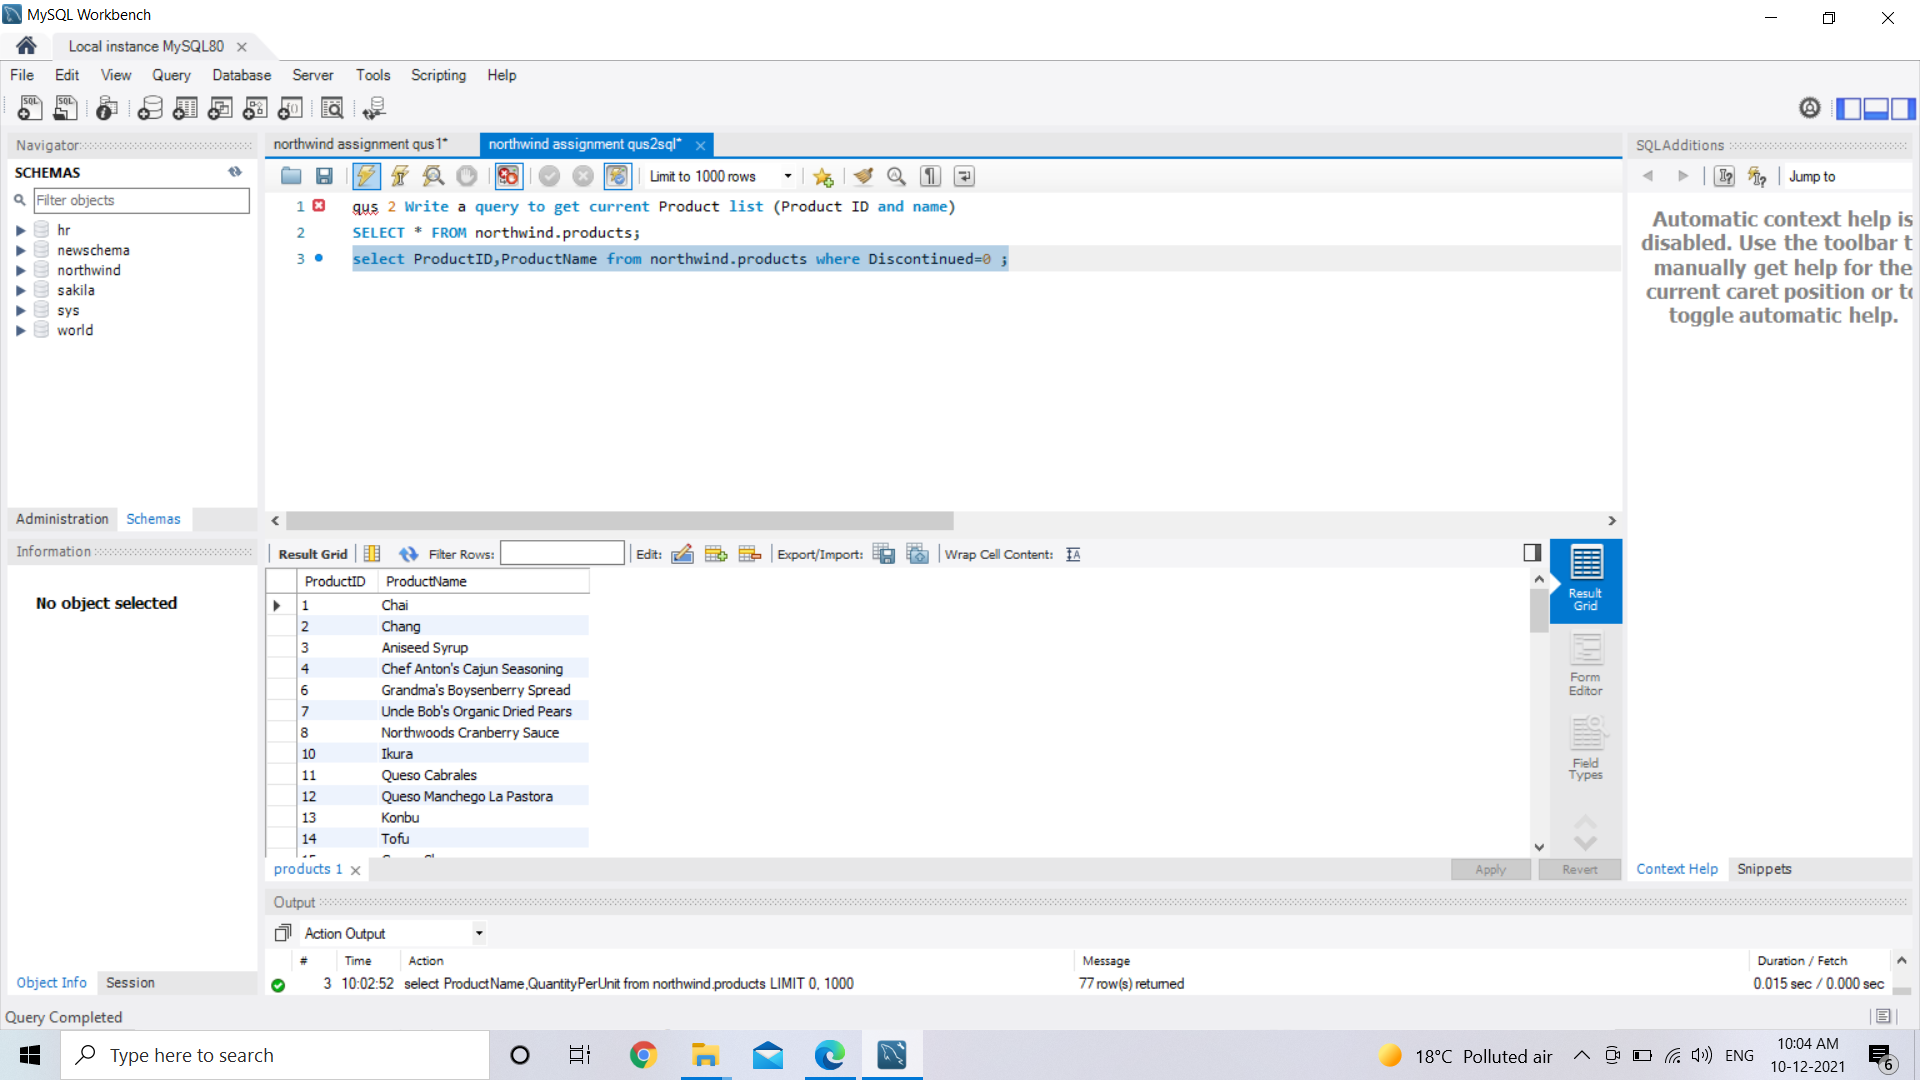 MySQL Workbench
Local instance MySQL80
File Edit View Query Database Server Tools Scripting Help
Navigator
SCHEMAS
Filter objects
hr
newschema
northwind
sakila
sys
world
Administration Schemas
Information
No object selected
Object Info Session
northwind assignment qus1* northwind assignment qus2sql*
Limit to 1000 rows
1 qus 2 Write a query to get current Product list (Product ID and name)
2 SELECT * FROM northwind.products;
3 select ProductID,ProductName from northwind.products where Discontinued=0 ;
Result Grid Filter Rows: Edit: Export/Import: Wrap Cell Content:
ProductID ProductName
1 Chai
2 Chang
3 Aniseed Syrup
4 Chef Anton's Cajun Seasoning
6 Grandma's Boysenberry Spread
7 Uncle Bob's Organic Dried Pears
8 Northwoods Cranberry Sauce
10 Ikura
11 Queso Cabrales
12 Queso Manchego La Pastora
13 Konbu
14 Tofu
Result
Grid
Form
Editor
Field
Types
products 1
Apply Revert
SQLAdditions
Jump to
Automatic context help is
disabled. Use the toolbar t
manually get help for the
current caret position or to
toggle automatic help.
Context Help Snippets
Output
Action Output
# Time Action Message Duration / Fetch
3 10:02:52 select ProductName,QuantityPerUnit from northwind.products LIMIT 0, 1000 77 row(s) returned 0.015 sec / 0.000 sec
Query Completed
Type here to search
18°C Polluted air
ENG
10:04 AM
10-12-2021
6